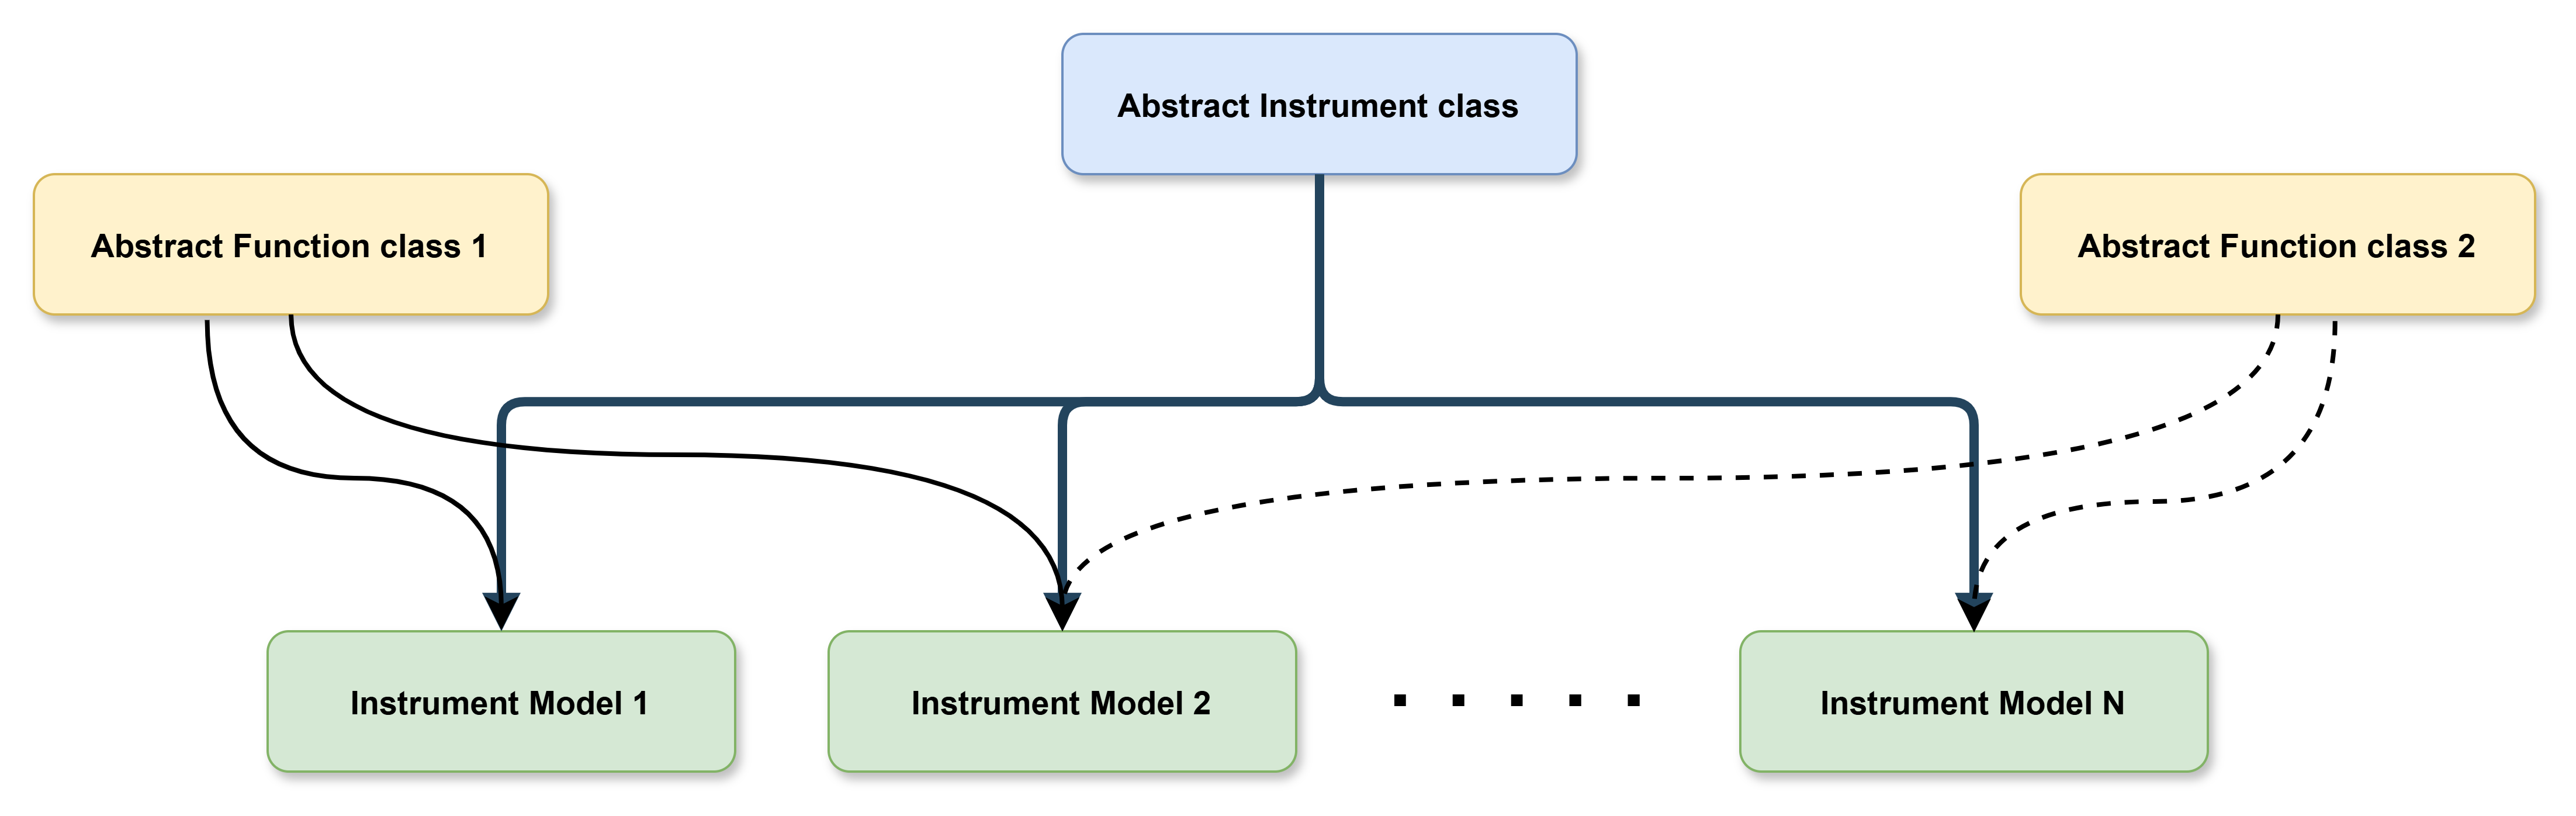 Abstract Instrument class
Abstract Function class 1
Abstract Function class 2
Instrument Model 1
Instrument Model 2
. . . . .
Instrument Model N